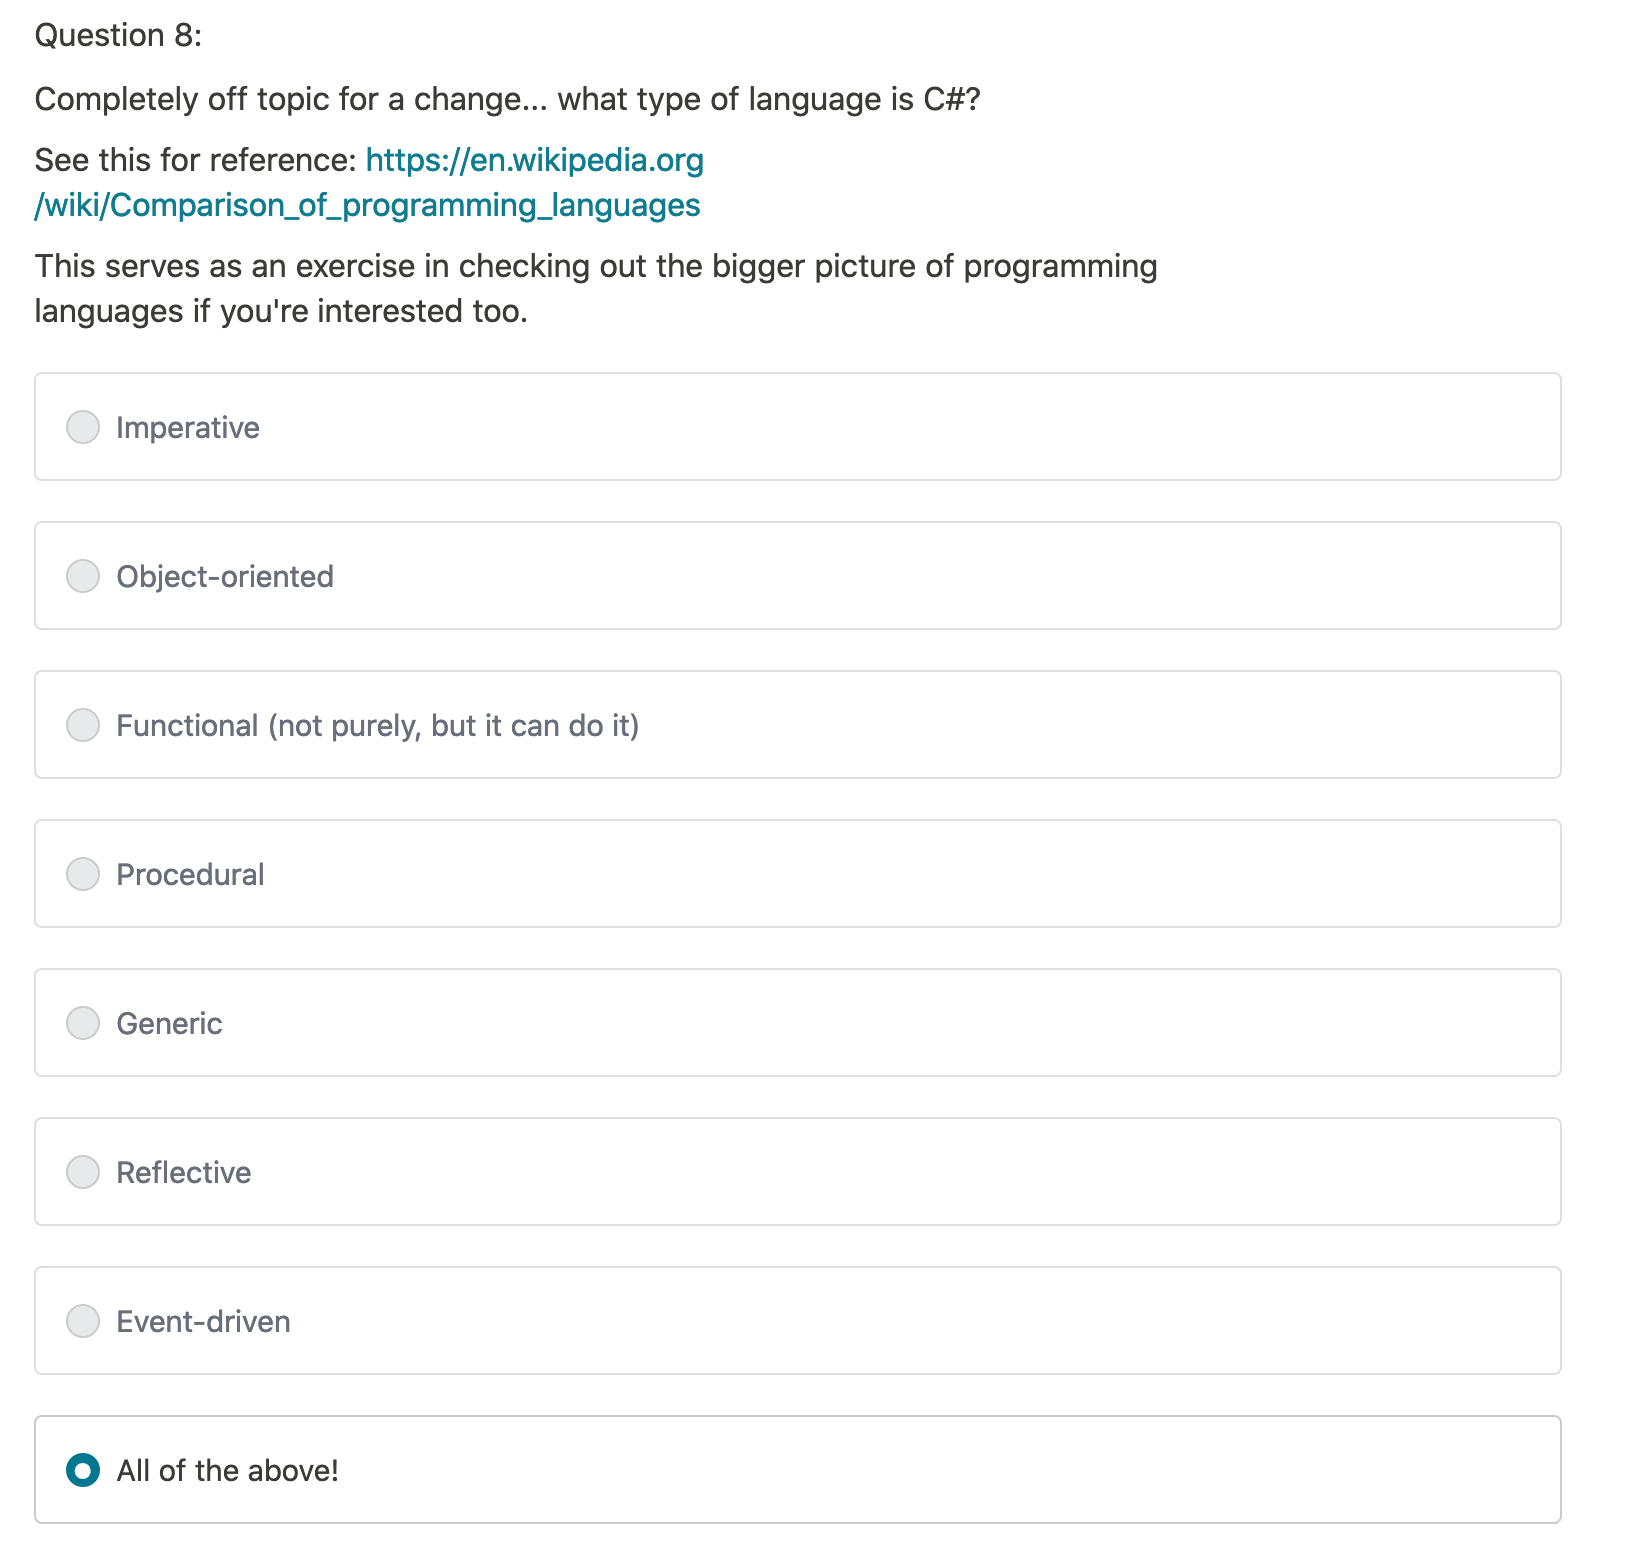 Question 8:
Completely off topic for a change... what type of language is C#?
See this for reference: https://en.wikipedia.org
/wiki/Comparison_of_programming_languages
This serves as an exercise in checking out the bigger picture of programming
languages if you're interested too.
Imperative
Object-oriented
Functional (not purely, but it can do it)
Procedural
Generic
Reflective
Event-driven
All of the above!